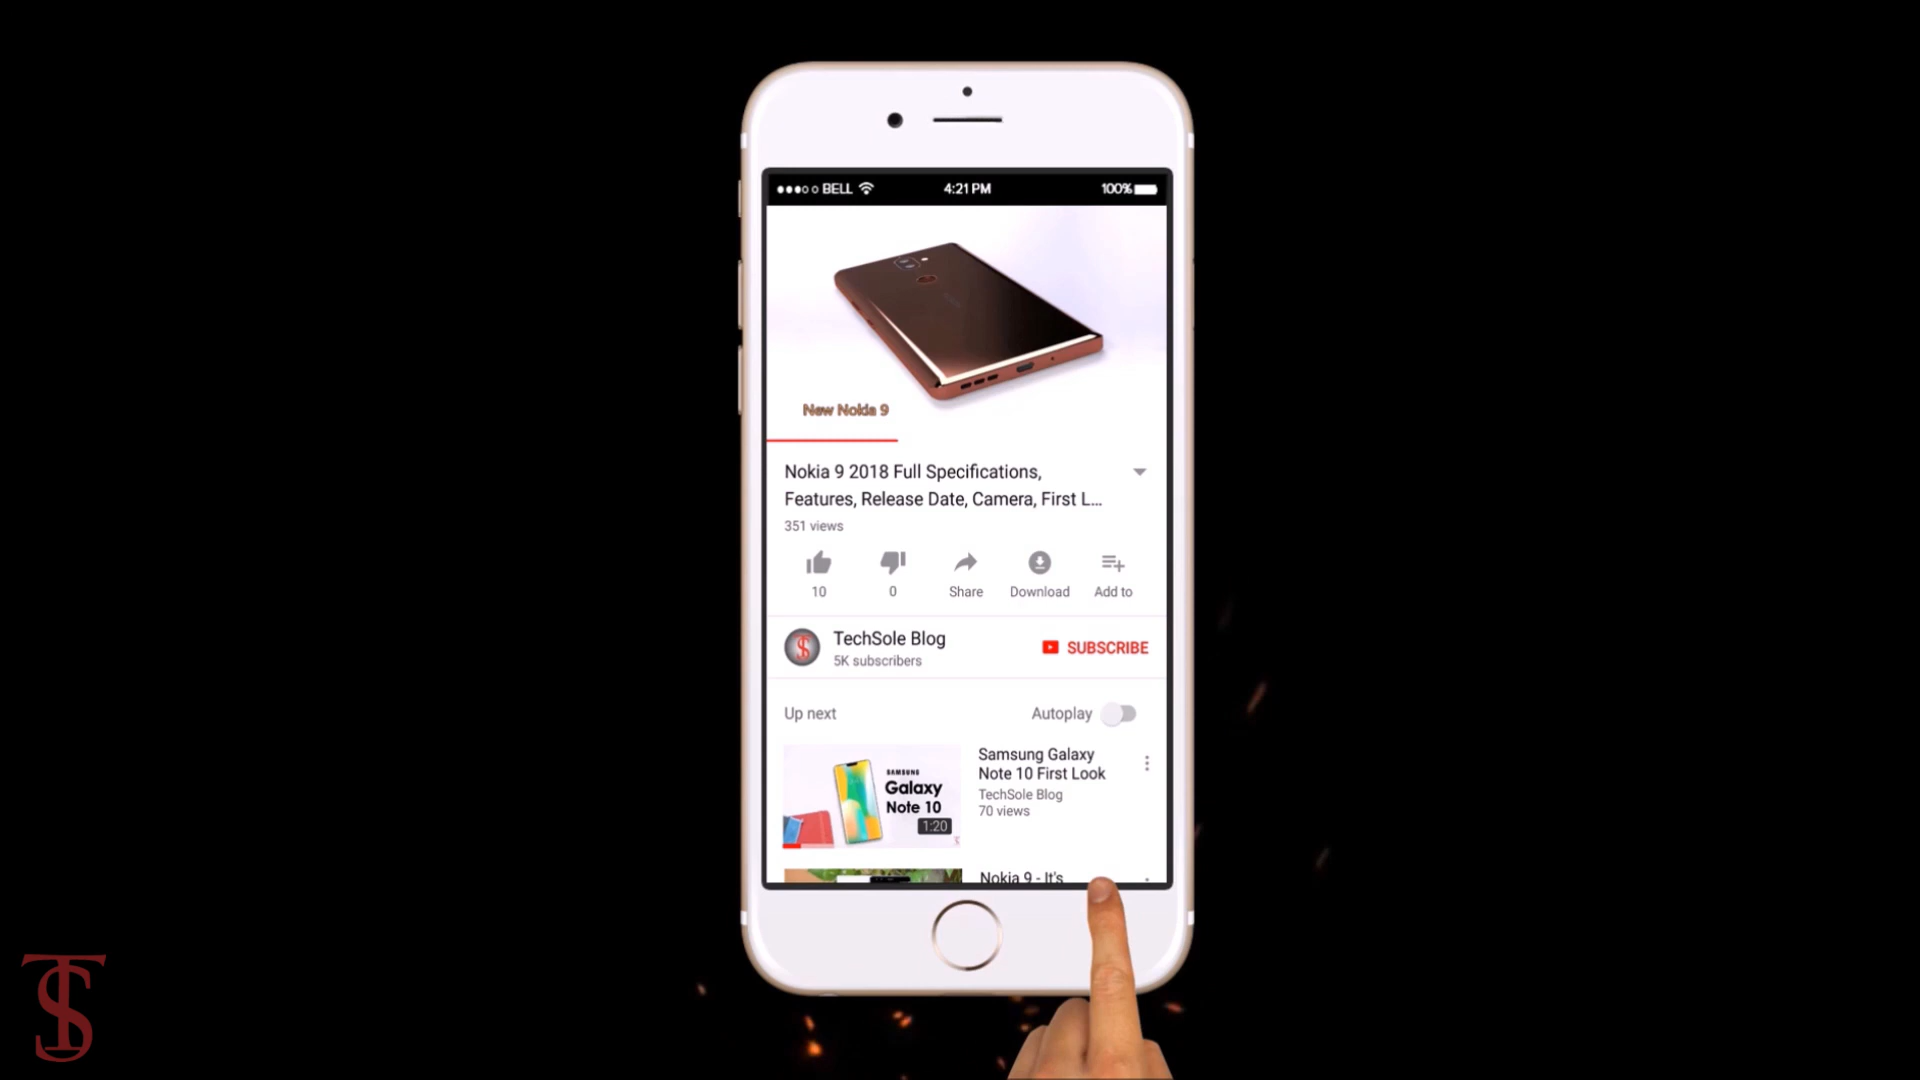 BELL
4:21 PM
100%
New Nokia 9
Nokia 9 2018 Full Specifications,
Features, Release Date, Camera, First L...
351 views
10
0
Share
Download
Add to
TechSole Blog
5K subscribers
SUBSCRIBE
Up next
Autoplay
SAMSUNG
Galaxy
Note 10
1:20
Samsung Galaxy
Note 10 First Look
TechSole Blog
70 views
Nokia 9 - It's
TS